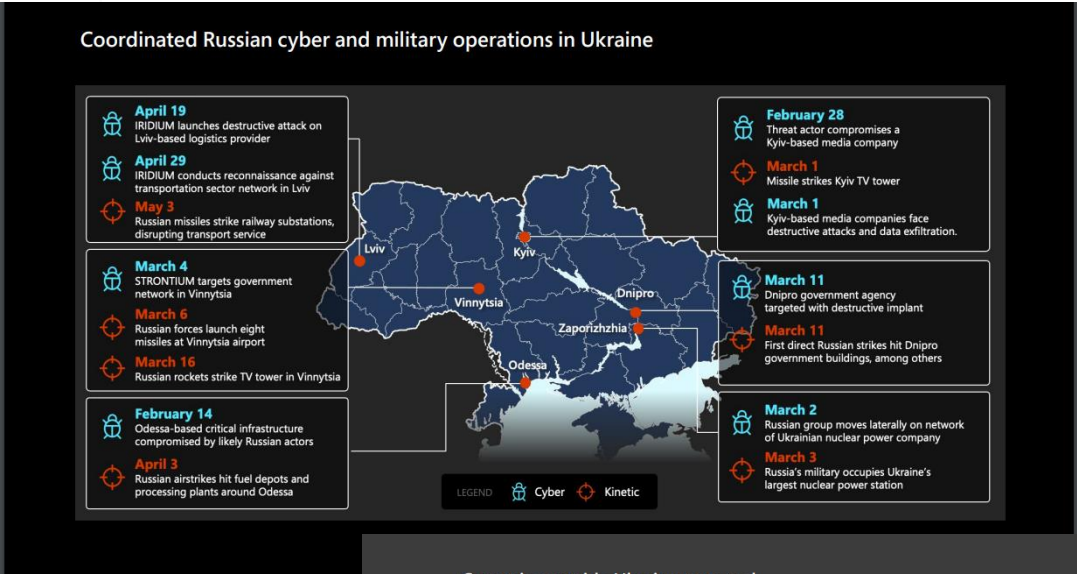 Coordinated Russian cyber and military operations in Ukraine
April 19
IRIDIUM launches destructive attack on
Lviv-based logistics provider
April 29
IRIDIUM conducts reconnaissance against
transportation sector network in Lviv
May 3
Russian missiles strike railway substations,
disrupting transport service
March 4
STRONTIUM targets government
network in Vinnytsia
March 6
Russian forces launch eight
missiles at Vinnytsia airport
March 16
Russian rockets strike TV tower in Vinnytsia
February 14
Odessa-based critical infrastructure
compromised by likely Russian actors
April 3
Russian airstrikes hit fuel depots and
processing plants around Odessa
Lviv
Kyiv
Vinnytsia
Dnipro
Zaporizhzhia
Odessa
February 28
Threat actor compromises a
Kyiv-based media company
March 1
Missile strikes Kyiv TV tower
March 1
Kyiv-based media companies face
destructive attacks and data exfiltration.
March 11
Dnipro government agency
targeted with destructive implant
March 11
First direct Russian strikes hit Dnipro
government buildings, among others
March 2
Russian group moves laterally on network
of Ukrainian nuclear power company
March 3
Russia's military occupies Ukraine's
largest nuclear power station
LEGEND Cyber Kinetic